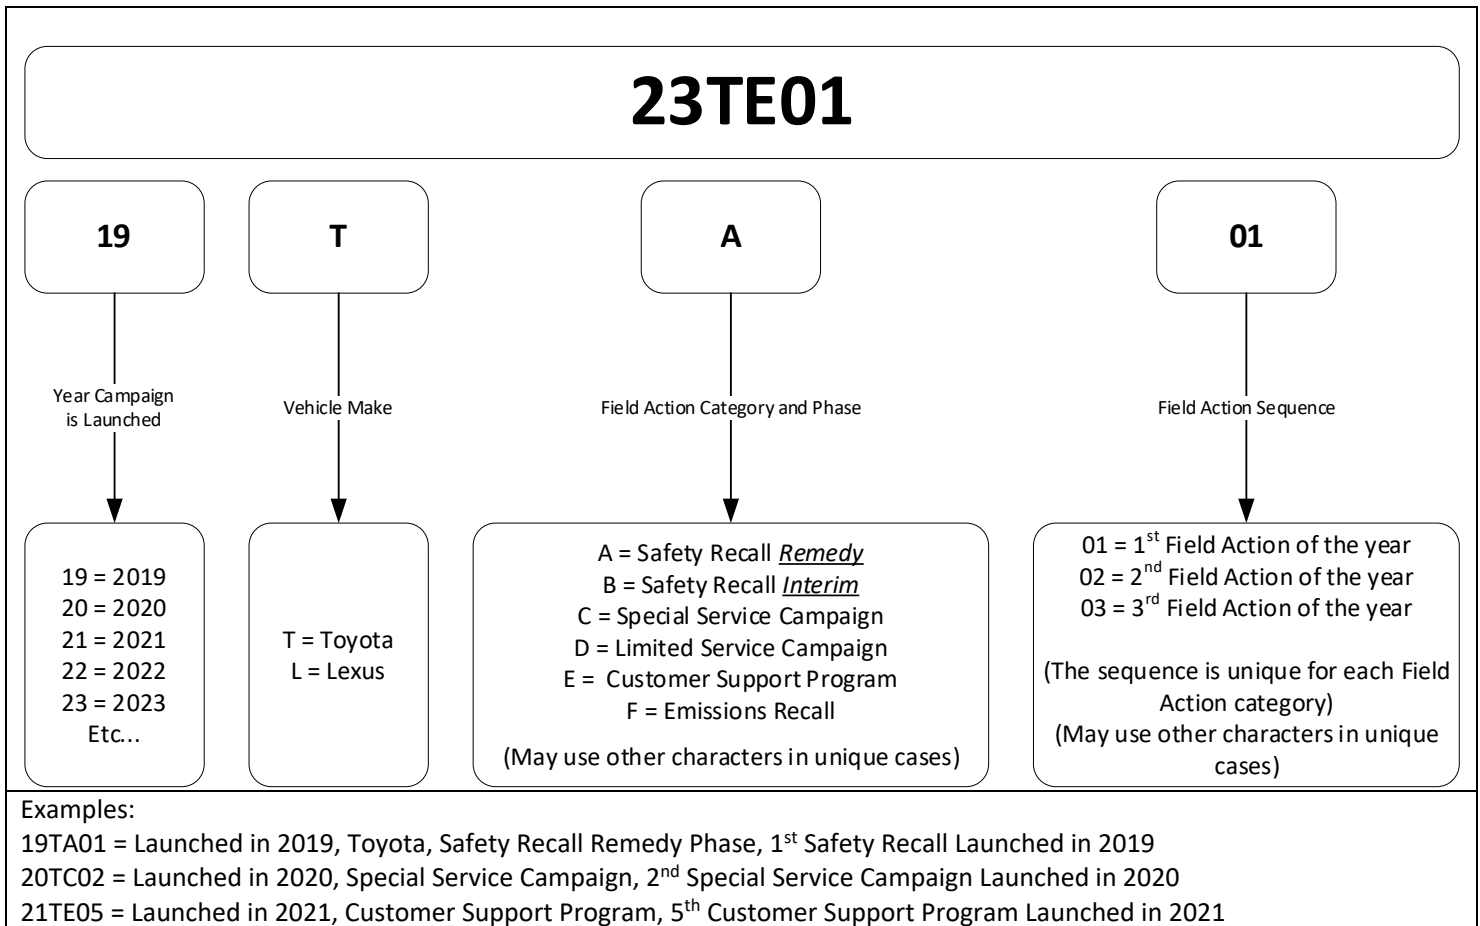 23TE01
19
T
A
01
Year Campaign
is Launched
Vehicle Make
Field Action Category and Phase
Field Action Sequence
19 = 2019
20 = 2020
21 = 2021
22 = 2022
23 = 2023
Etc...
T = Toyota
L = Lexus
A = Safety Recall Remedy
B = Safety Recall Interim
C = Special Service Campaign
D = Limited Service Campaign
E =  Customer Support Program
F = Emissions Recall
(May use other characters in unique cases)
01 = 1st Field Action of the year
02 = 2nd Field Action of the year
03 = 3rd Field Action of the year
(The sequence is unique for each Field
Action category)
(May use other characters in unique
cases)
Examples:
19TA01 = Launched in 2019, Toyota, Safety Recall Remedy Phase, 1st Safety Recall Launched in 2019
20TC02 = Launched in 2020, Special Service Campaign, 2nd Special Service Campaign Launched in 2020
21TE05 = Launched in 2021, Customer Support Program, 5th Customer Support Program Launched in 2021